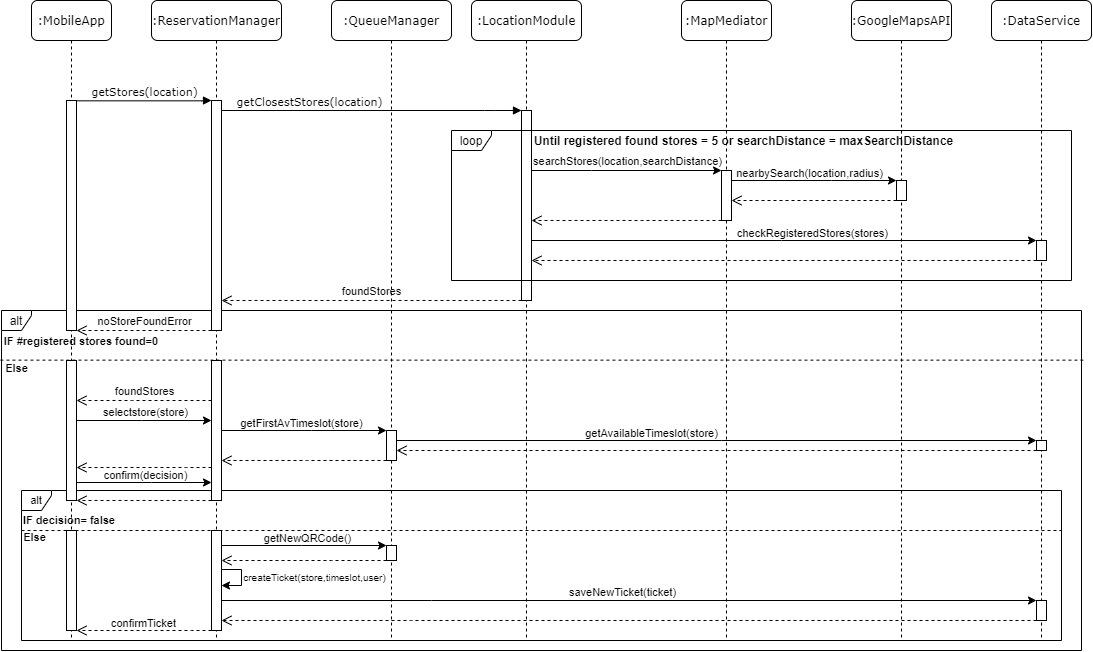 :MobileApp
:ReservationManager
:QueueManager
:LocationModule
:MapMediator
:GoogleMapsAPI
:DataService
getStores(location)
getClosestStores(location)
loop
Until registered found stores = 5 or searchDistance = maxSearchDistance
searchStores(location,searchDistance)
nearbySearch(location,radius)
checkRegisteredStores(stores)
foundStores
alt
noStoreFoundError
IF #registered stores found=0
Else
foundStores
selectstore(store)
getFirstAvTimeslot(store)
getAvailableTimeslot(store)
confirm(decision)
alt
IF decision= false
Else
getNewQRCode()
createTicket(store,timeslot,user)
saveNewTicket(ticket)
confirmTicket